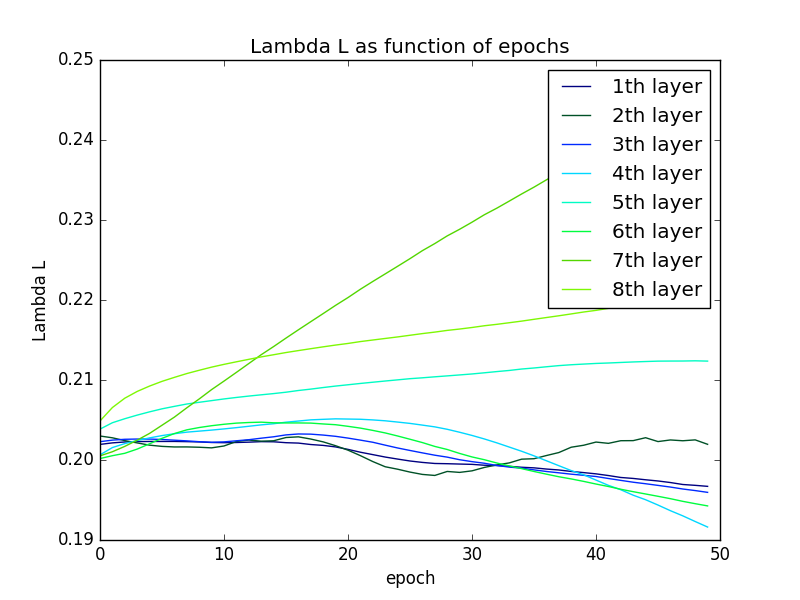 Lambda L as function of epochs
0.25
0.24
0.23
0.22
0.21
0.20
0.19
Lambda L
0
10
20
30
40
50
epoch
1th layer
2th layer
3th layer
4th layer
5th layer
6th layer
7th layer
8th layer